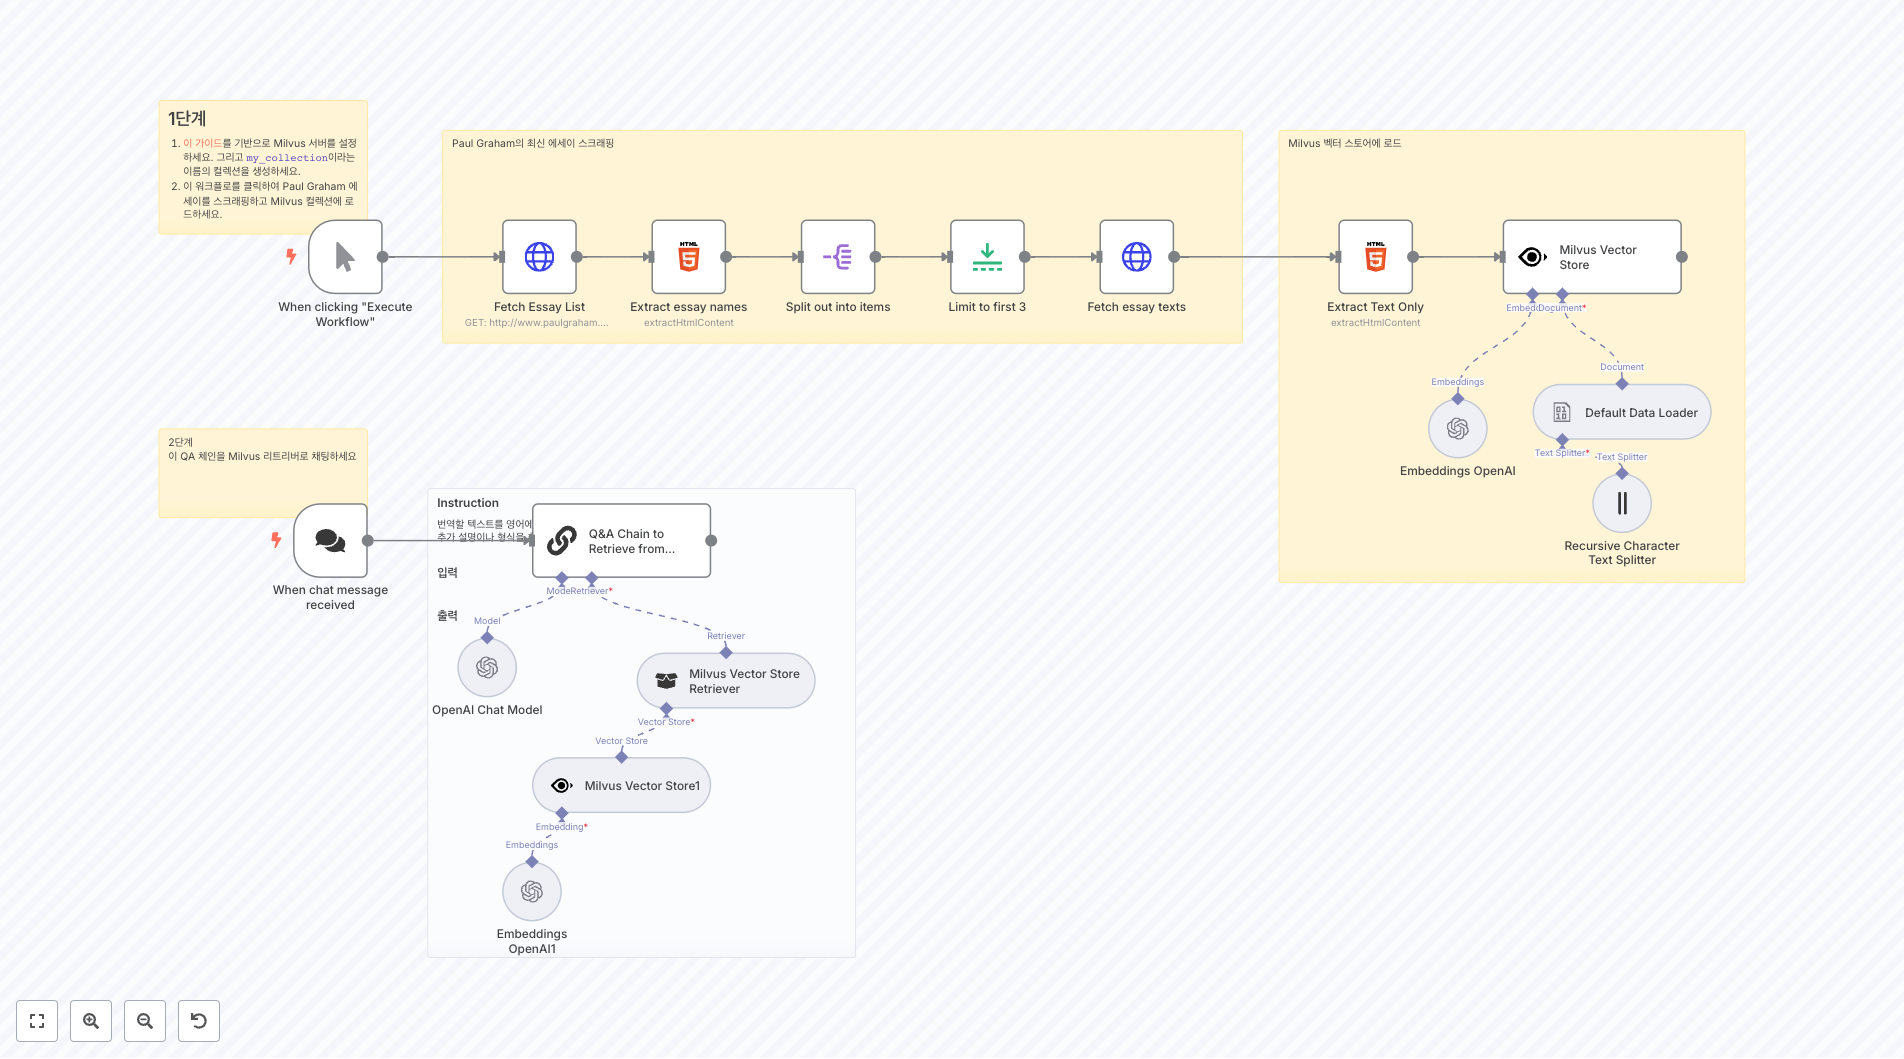 1단계
1. 이 가이드를 기반으로 Milvus 서버를 설정
하세요. 그리고 my_collection이라는
이름의 컬렉션을 생성하세요.
2. 이 워크플로를 클릭하여 Paul Graham 에
세이를 스크래핑하고 Milvus 컬렉션에 로
드하세요.
When clicking "Execute
Workflow"
Paul Graham의 최신 에세이 스크래핑
Fetch Essay List
GET: http://www.paulgraham....
HTML
Extract essay names
extractHtmlContent
Split out into items
Limit to first 3
Fetch essay texts
Milvus 벡터 스토어에 로드
HTML
Extract Text Only
extractHtmlContent
Milvus Vector
Store
Document*
Embeddings
Embeddings OpenAI
Document
Default Data Loader
Text Splitter*
Text Splitter
Recursive Character
Text Splitter
2단계
이 QA 체인을 Milvus 리트리버로 채팅하세요
When chat message
received
Instruction
번역할 텍스트를 영어에
추가 설명이나 형식을
입력
출력
Q&A Chain to
Retrieve from...
Retriever*
Model
OpenAI Chat Model
Retriever
Milvus Vector Store
Retriever
Vector Store*
Vector Store
Milvus Vector Store1
Embedding*
Embeddings
Embeddings
OpenAI1